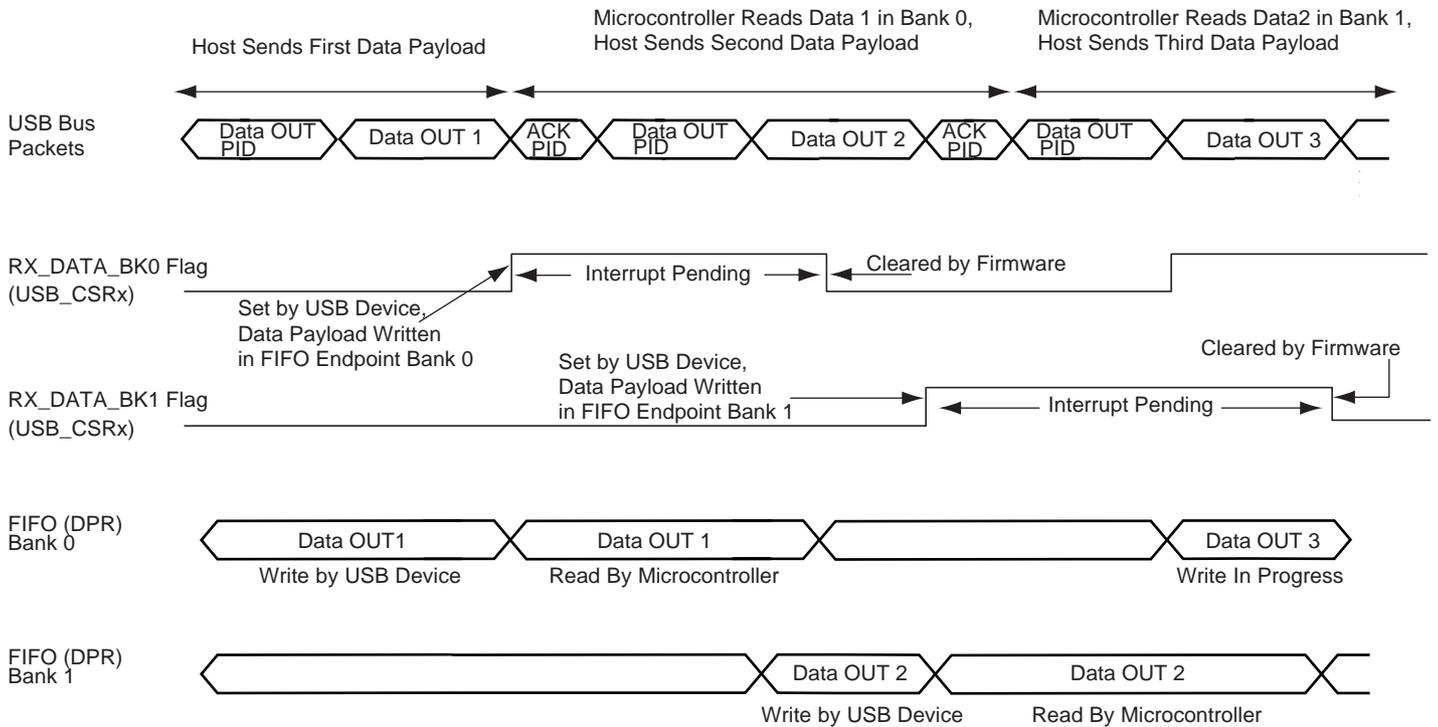 Host Sends First Data Payload
Microcontroller Reads Data 1 in Bank 0,
Host Sends Second Data Payload
Microcontroller Reads Data2 in Bank 1,
Host Sends Third Data Payload
USB Bus
Packets
Data OUT
PID
Data OUT 1
ACK
PID
Data OUT
PID
Data OUT 2
ACK
PID
Data OUT
PID
Data OUT 3
RX_DATA_BK0 Flag
(USB_CSRx)
Interrupt Pending
Cleared by Firmware
Set by USB Device,
Data Payload Written
in FIFO Endpoint Bank 0
Set by USB Device,
Data Payload Written
in FIFO Endpoint Bank 1
Cleared by Firmware
RX_DATA_BK1 Flag
(USB_CSRx)
Interrupt Pending
FIFO (DPR)
Bank 0
Data OUT1
Data OUT 1
Data OUT 3
Write by USB Device
Read By Microcontroller
Write In Progress
FIFO (DPR)
Bank 1
Data OUT 2
Data OUT 2
Write by USB Device
Read By Microcontroller